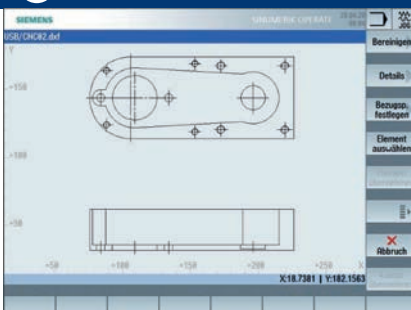 SIEMENS
SINUMERIK OPERATE
USB/CNC82.dxf
Bereinigen
Y
Details
+150
Bezugsp.
festlegen
Element
auswählen
+100
+50
Abbruch
+50
+100
+150
+200
+250
X
X:18.7381 | Y:182.1563